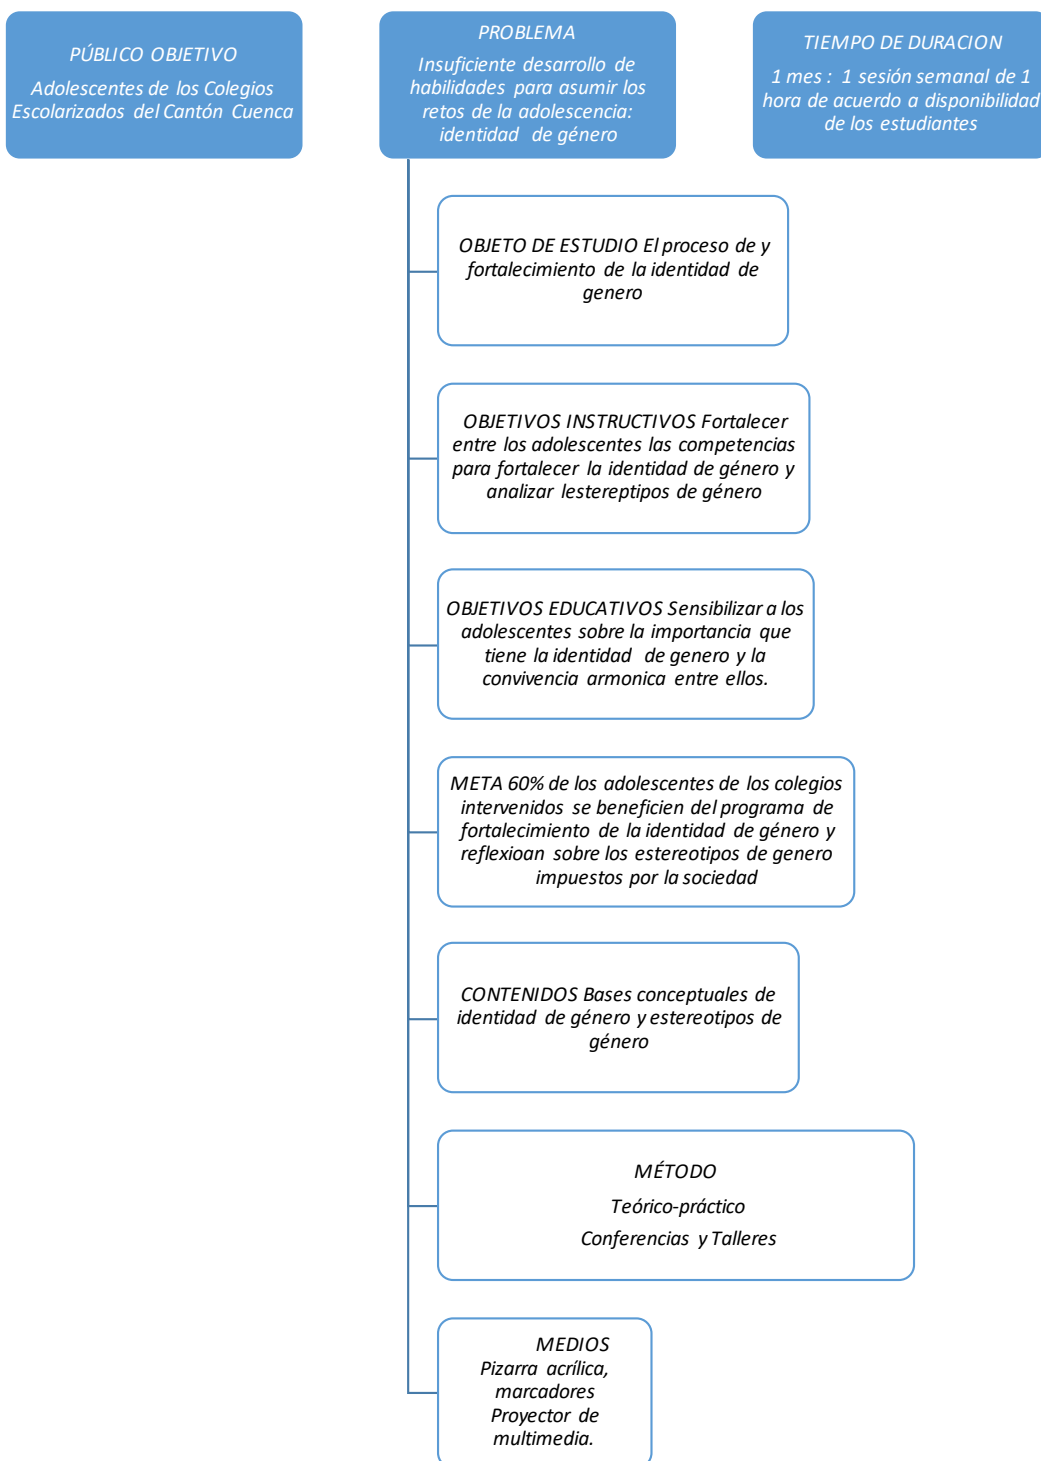 PÚBLICO OBJETIVO
Adolescentes de los Colegios
Escolarizados del Cantón Cuenca
PROBLEMA
Insuficiente desarrollo de
habilidades para asumir los
retos de la adolescencia:
identidad de género
TIEMPO DE DURACION
1 mes : 1 sesión semanal de 1
hora de acuerdo a disponibilidad
de los estudiantes
OBJETO DE ESTUDIO El proceso de y
fortalecimiento de la identidad de
genero
OBJETIVOS INSTRUCTIVOS Fortalecer
entre los adolescentes las competencias
para fortalecer la identidad de género y
analizar lestereptipos de género
OBJETIVOS EDUCATIVOS Sensibilizar a los
adolescentes sobre la importancia que
tiene la identidad de genero y la
convivencia armonica entre ellos.
META 60% de los adolescentes de los colegios
intervenidos se beneficien del programa de
fortalecimiento de la identidad de género y
reflexioan sobre los estereotipos de genero
impuestos por la sociedad
CONTENIDOS Bases conceptuales de
identidad de género y estereotipos de
género
MÉTODO
Teórico-práctico
Conferencias y Talleres
MEDIOS
Pizarra acrílica,
marcadores
Proyector de
multimedia.